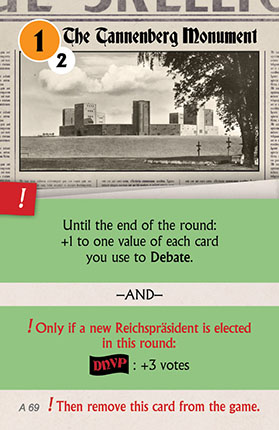 1
2
The Tannenberg Monument
!
Until the end of the round:
+1 to one value of each card
you use to Debate.
–AND–
! Only if a new Reichspräsident is elected
in this round:
DNVP : +3 votes
A 69 ! Then remove this card from the game.